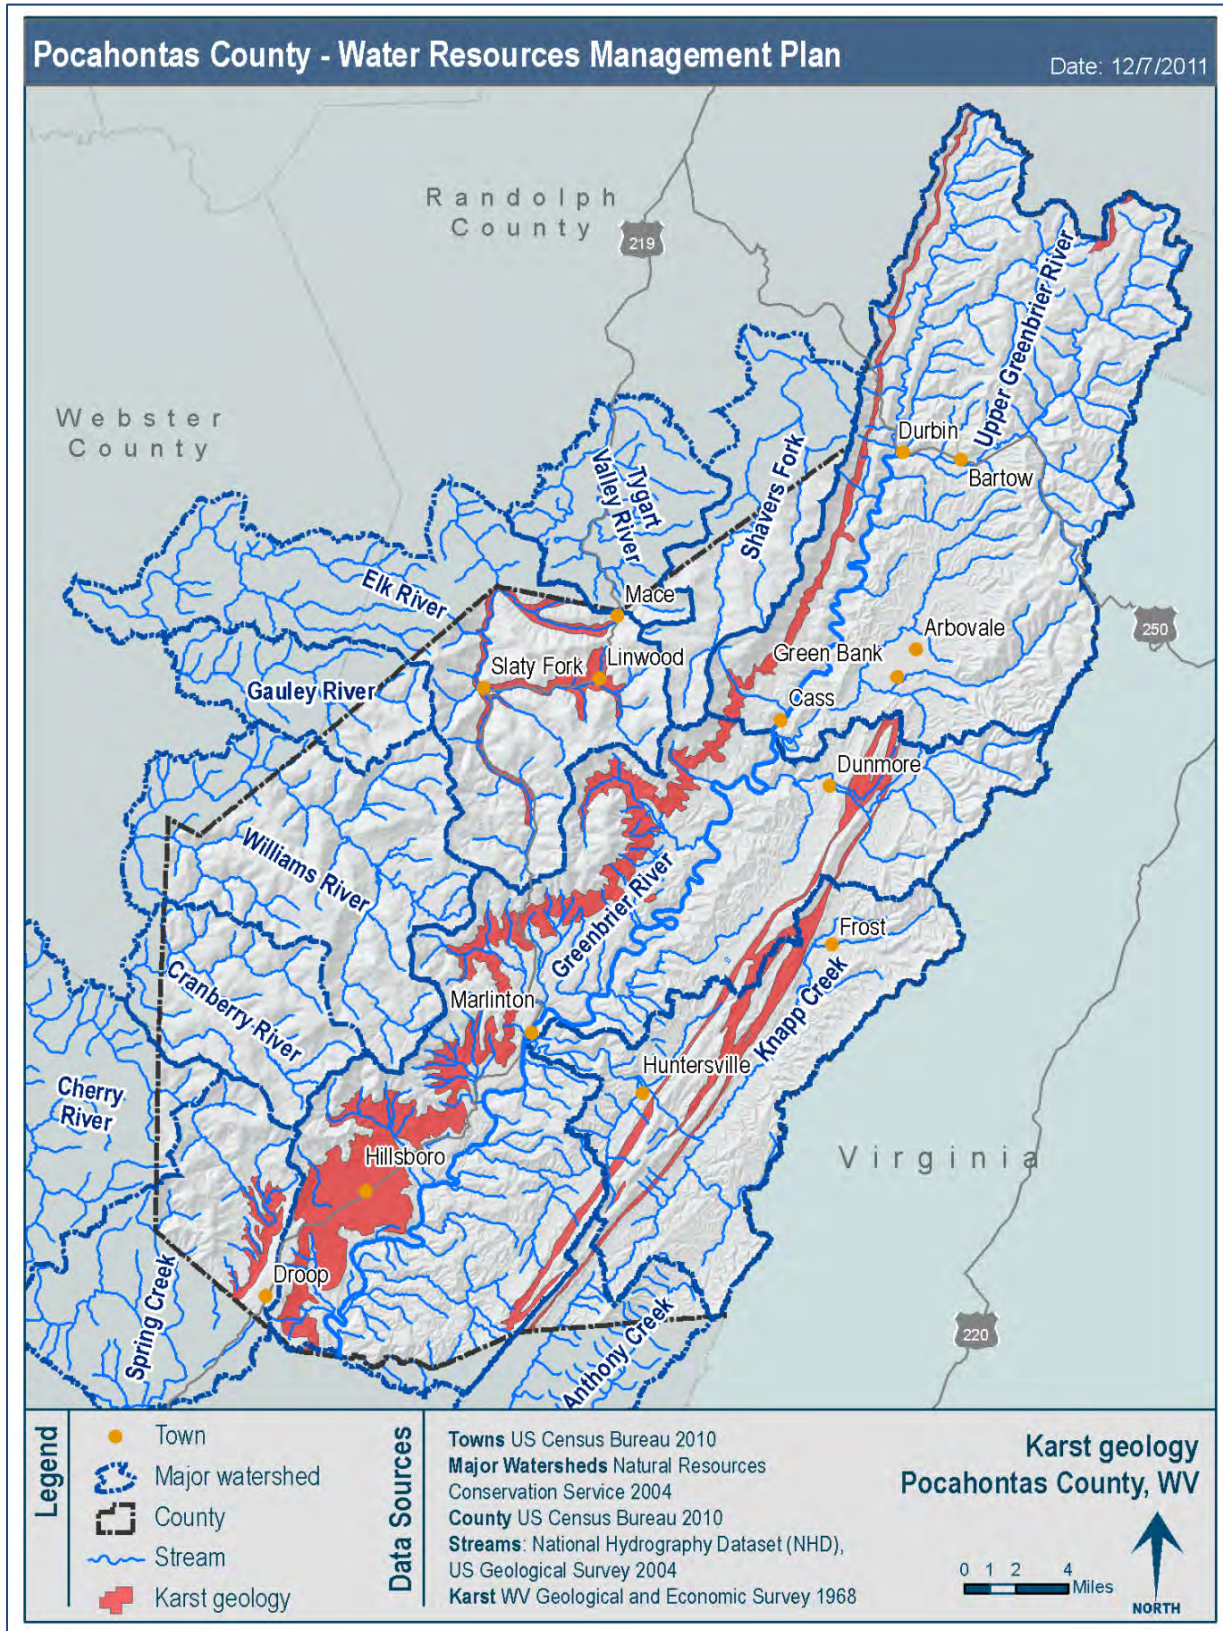 Pocahontas County - Water Resources Management Plan
Date: 12/7/2011
Randolph
County
219
Webster
County
Upper Greenbrier River
Durbin
Bartow
Shavers Fork
Tygart
Valley River
Elk River
Mace
Arbovale
250
Slaty Fork
Linwood
Green Bank
Gauley River
Cass
Dunmore
Williams River
Greenbrier River
Frost
Cranberry River
Marlinton
Knapp Creek
Huntersville
Cherry
River
Hillsboro
Virginia
Droop
Spring Creek
Anthony Creek
220
Legend
Town
Major watershed
County
Stream
Karst geology
Data Sources
Towns US Census Bureau 2010
Major Watersheds Natural Resources
Conservation Service 2004
County US Census Bureau 2010
Streams: National Hydrography Dataset (NHD),
US Geological Survey 2004
Karst WV Geological and Economic Survey 1968
Karst geology
Pocahontas County, WV
0 1 2 4
Miles
NORTH